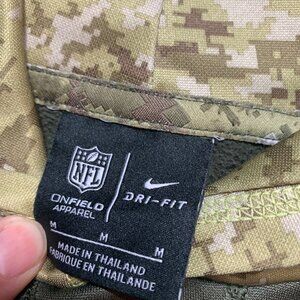 NFL
ONFIELD
APPAREL
DRI-FIT
M M M
MADE IN THAILAND
FABRIQUÉ EN THAÏLANDE